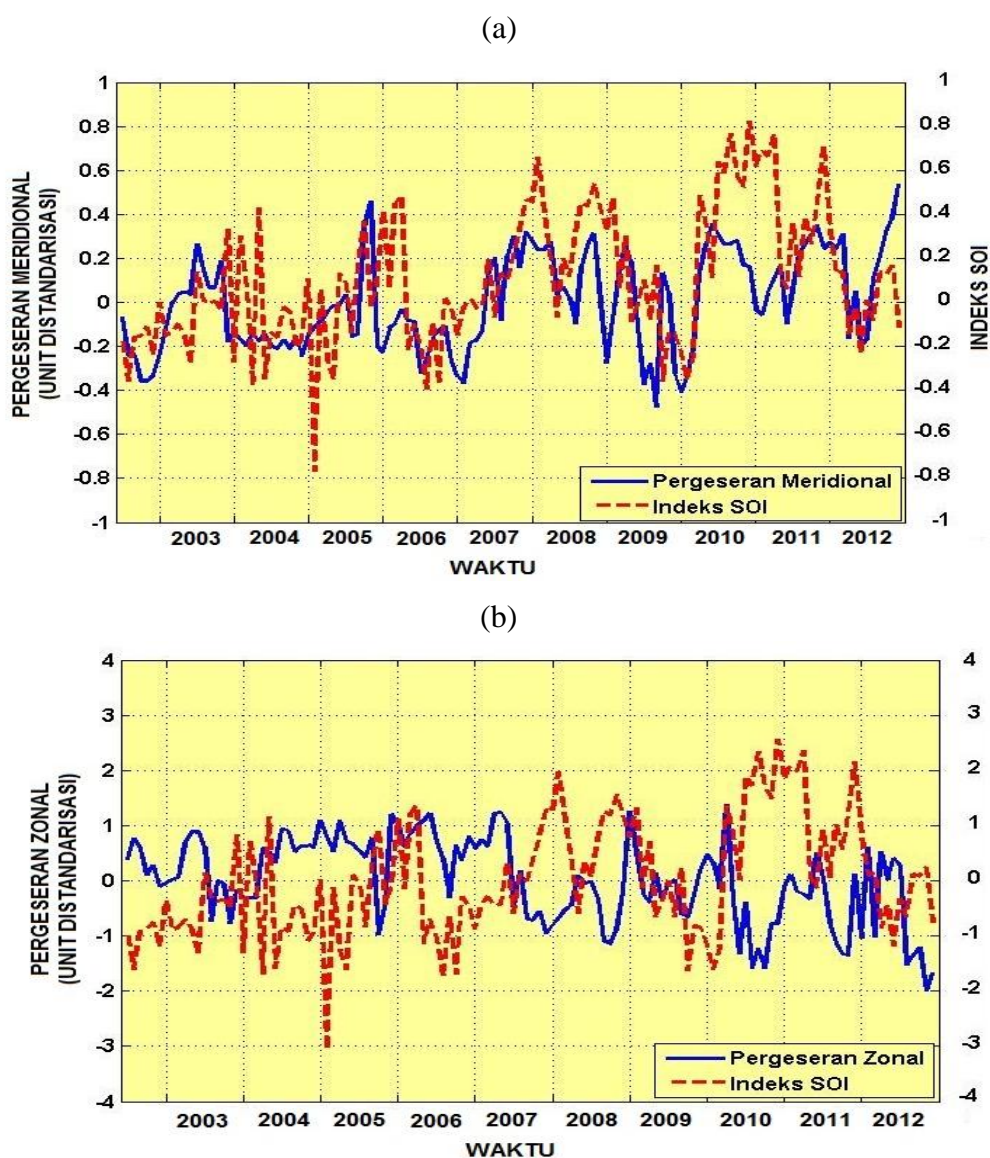 (a)
1
0.8
0.6
0.4
0.2
0
-0.2
-0.4
-0.6
-0.8
-1
PERGESERAN MERIDIONAL
(UNIT DISTANDARISASI)
1
0.8
0.6
0.4
0.2
0
-0.2
-0.4
-0.6
-0.8
-1
INDEKS SOI
Pergeseran Meridional
Indeks SOI
2003 2004 2005 2006 2007 2008 2009 2010 2011 2012
WAKTU
(b)
4
3
2
1
0
-1
-2
-3
-4
PERGESERAN ZONAL
(UNIT DISTANDARISASI)
4
3
2
1
0
-1
-2
-3
-4
Pergeseran Zonal
Indeks SOI
2003 2004 2005 2006 2007 2008 2009 2010 2011 2012
WAKTU